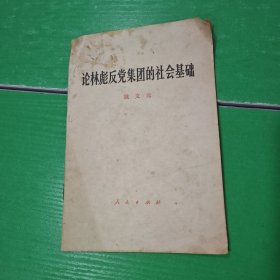 论林彪反党集团的社会基础
姚文元
人民出版社